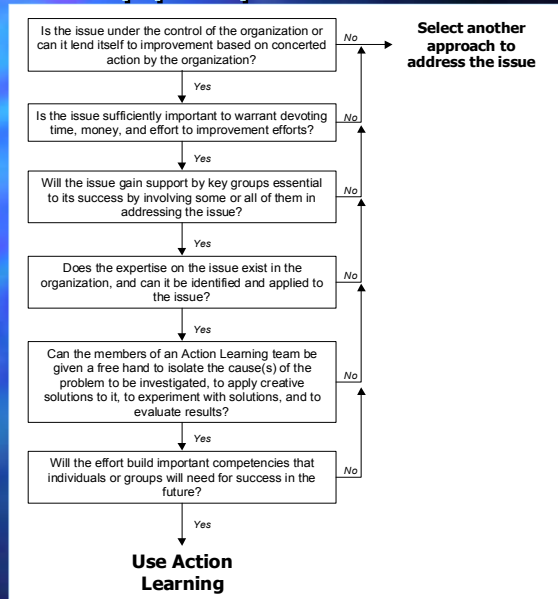 Is the issue under the control of the organization or
can it lend itself to improvement based on concerted
action by the organization?
No
Select another
approach to
address the issue
Yes
Is the issue sufficiently important to warrant devoting
time, money, and effort to improvement efforts?
No
Yes
Will the issue gain support by key groups essential
to its success by involving some or all of them in
addressing the issue?
No
Yes
Does the expertise on the issue exist in the
organization, and can it be identified and applied to
the issue?
No
Yes
Can the members of an Action Learning team be
given a free hand to isolate the cause(s) of the
problem to be investigated, to apply creative
solutions to it, to experiment with solutions, and to
evaluate results?
No
Yes
Will the effort build important competencies that
individuals or groups will need for success in the
future?
No
Yes
Use Action
Learning